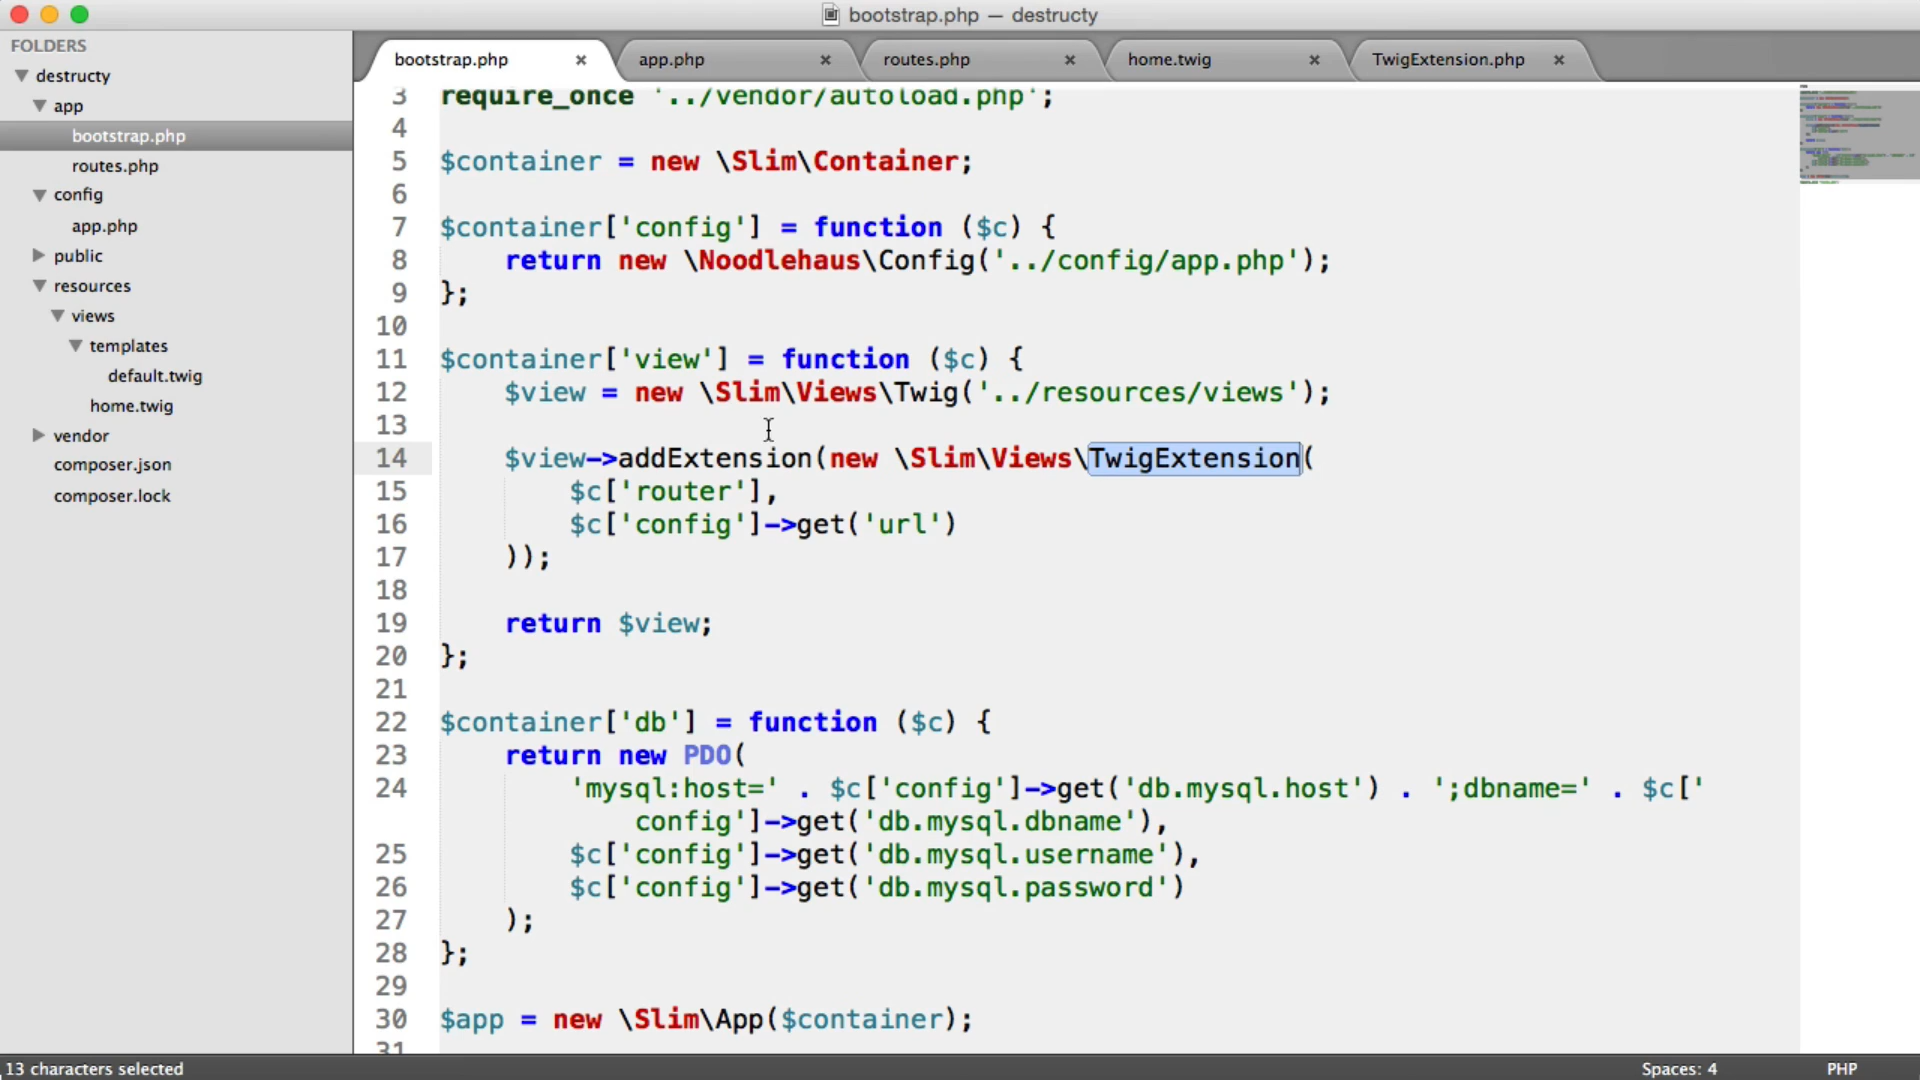 bootstrap.php — destructy
FOLDERS
destructy
app
bootstrap.php
routes.php
config
app.php
public
resources
views
templates
default.twig
home.twig
vendor
composer.json
composer.lock
bootstrap.php × app.php × routes.php × home.twig × TwigExtension.php ×
3 require_once '../vendor/autoload.php';
4
5 $container = new \Slim\Container;
6
7 $container['config'] = function ($c) {
8 return new \Noodlehaus\Config('../config/app.php');
9 };
10
11 $container['view'] = function ($c) {
12 $view = new \Slim\Views\Twig('../resources/views');
13
14 $view->addExtension(new \Slim\Views\TwigExtension(
15 $c['router'],
16 $c['config']->get('url')
17 ));
18
19 return $view;
20 };
21
22 $container['db'] = function ($c) {
23 return new PDO(
24 'mysql:host=' . $c['config']->get('db.mysql.host') . ';dbname=' . $c['
config']->get('db.mysql.dbname'),
25 $c['config']->get('db.mysql.username'),
26 $c['config']->get('db.mysql.password')
27 );
28 };
29
30 $app = new \Slim\App($container);
31
13 characters selected
Spaces: 4
PHP